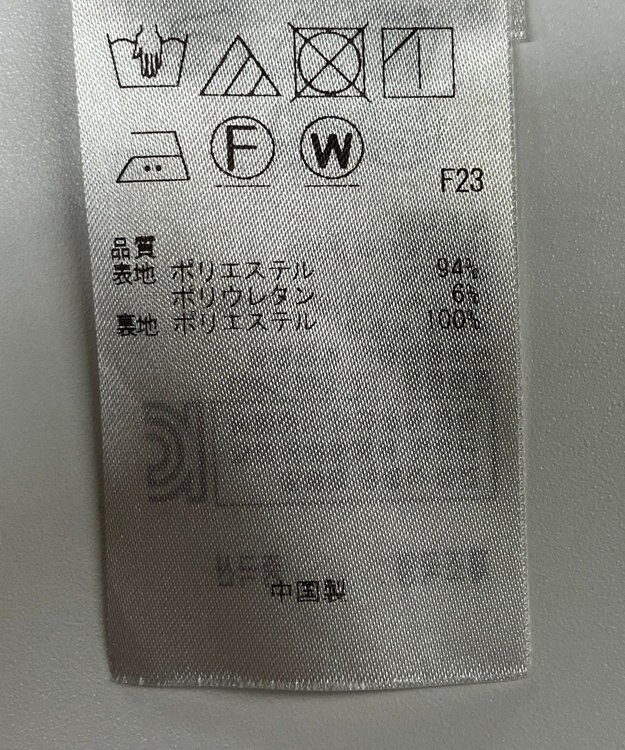 F
W
F23
品質
表地 ポリエステル 94%
ポリウレタン 6%
裏地 ポリエステル 100%
中国製